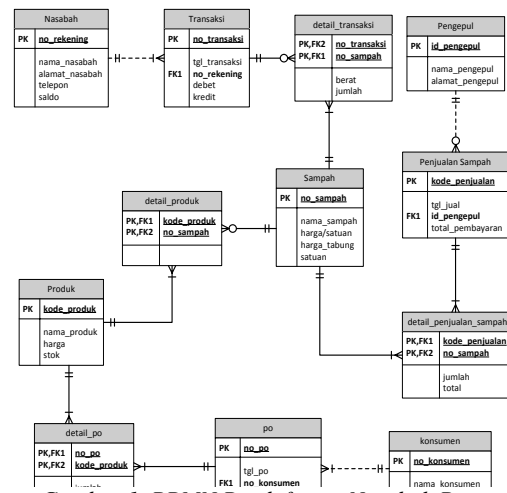 Nasabah
PK no_rekening
nama_nasabah
alamat_nasabah
telepon
saldo
Transaksi
PK no_transaksi
tgl_transaksi
FK1 no_rekening
debet
kredit
detail_transaksi
PK,FK2 no_transaksi
PK,FK1 no_sampah
berat
jumlah
Pengepul
PK id_pengepul
nama_pengepul
alamat_pengepul
Penjualan Sampah
PK kode_penjualan
tgl_jual
FK1 id_pengepul
total_pembayaran
Sampah
PK no_sampah
nama_sampah
harga/satuan
harga_tabung
satuan
detail_produk
PK,FK1 kode_produk
PK,FK2 no_sampah
Produk
PK kode_produk
nama_produk
harga
stok
detail_penjualan_sampah
PK,FK1 kode_penjualan
PK,FK2 no_sampah
jumlah
total
detail_po
PK,FK1 no_po
PK,FK2 kode_produk
jumlah
po
PK no_po
tgl_po
FK1 no_konsumen
konsumen
PK no_konsumen
nama_konsumen